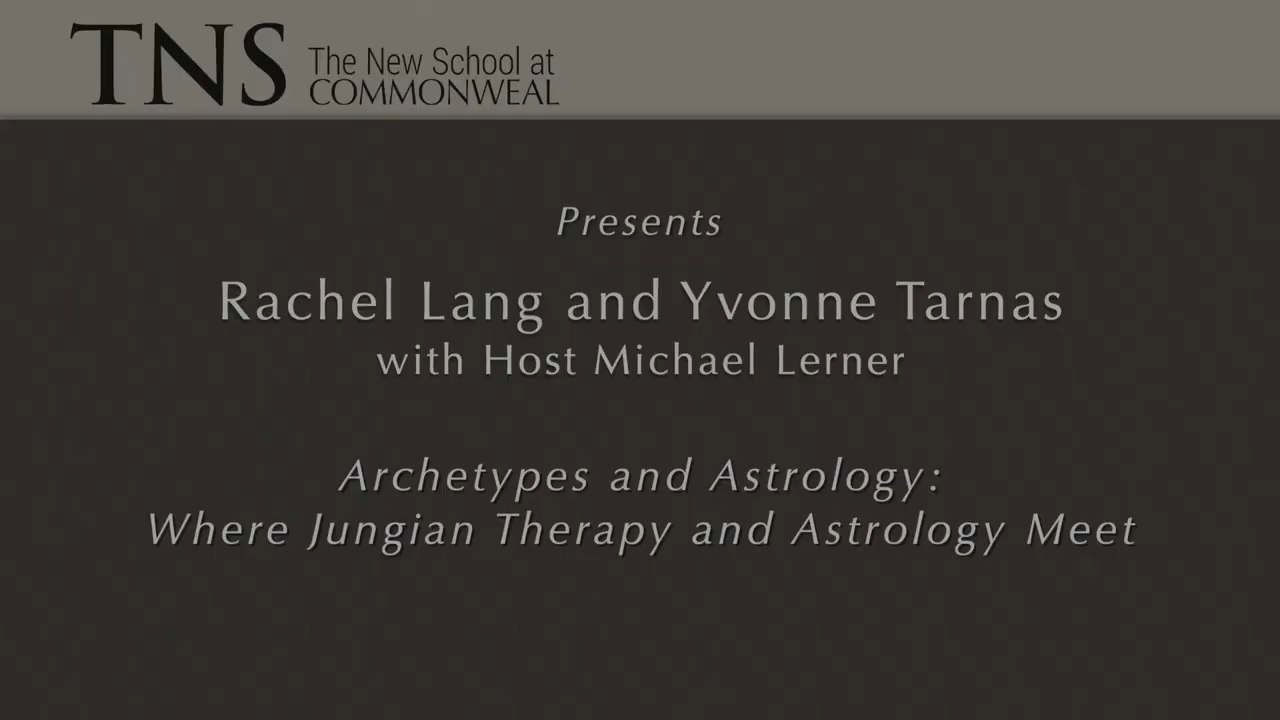 TNS The New School at
COMMONWEAL
Presents
Rachel Lang and Yvonne Tarnas
with Host Michael Lerner
Archetypes and Astrology:
Where Jungian Therapy and Astrology Meet